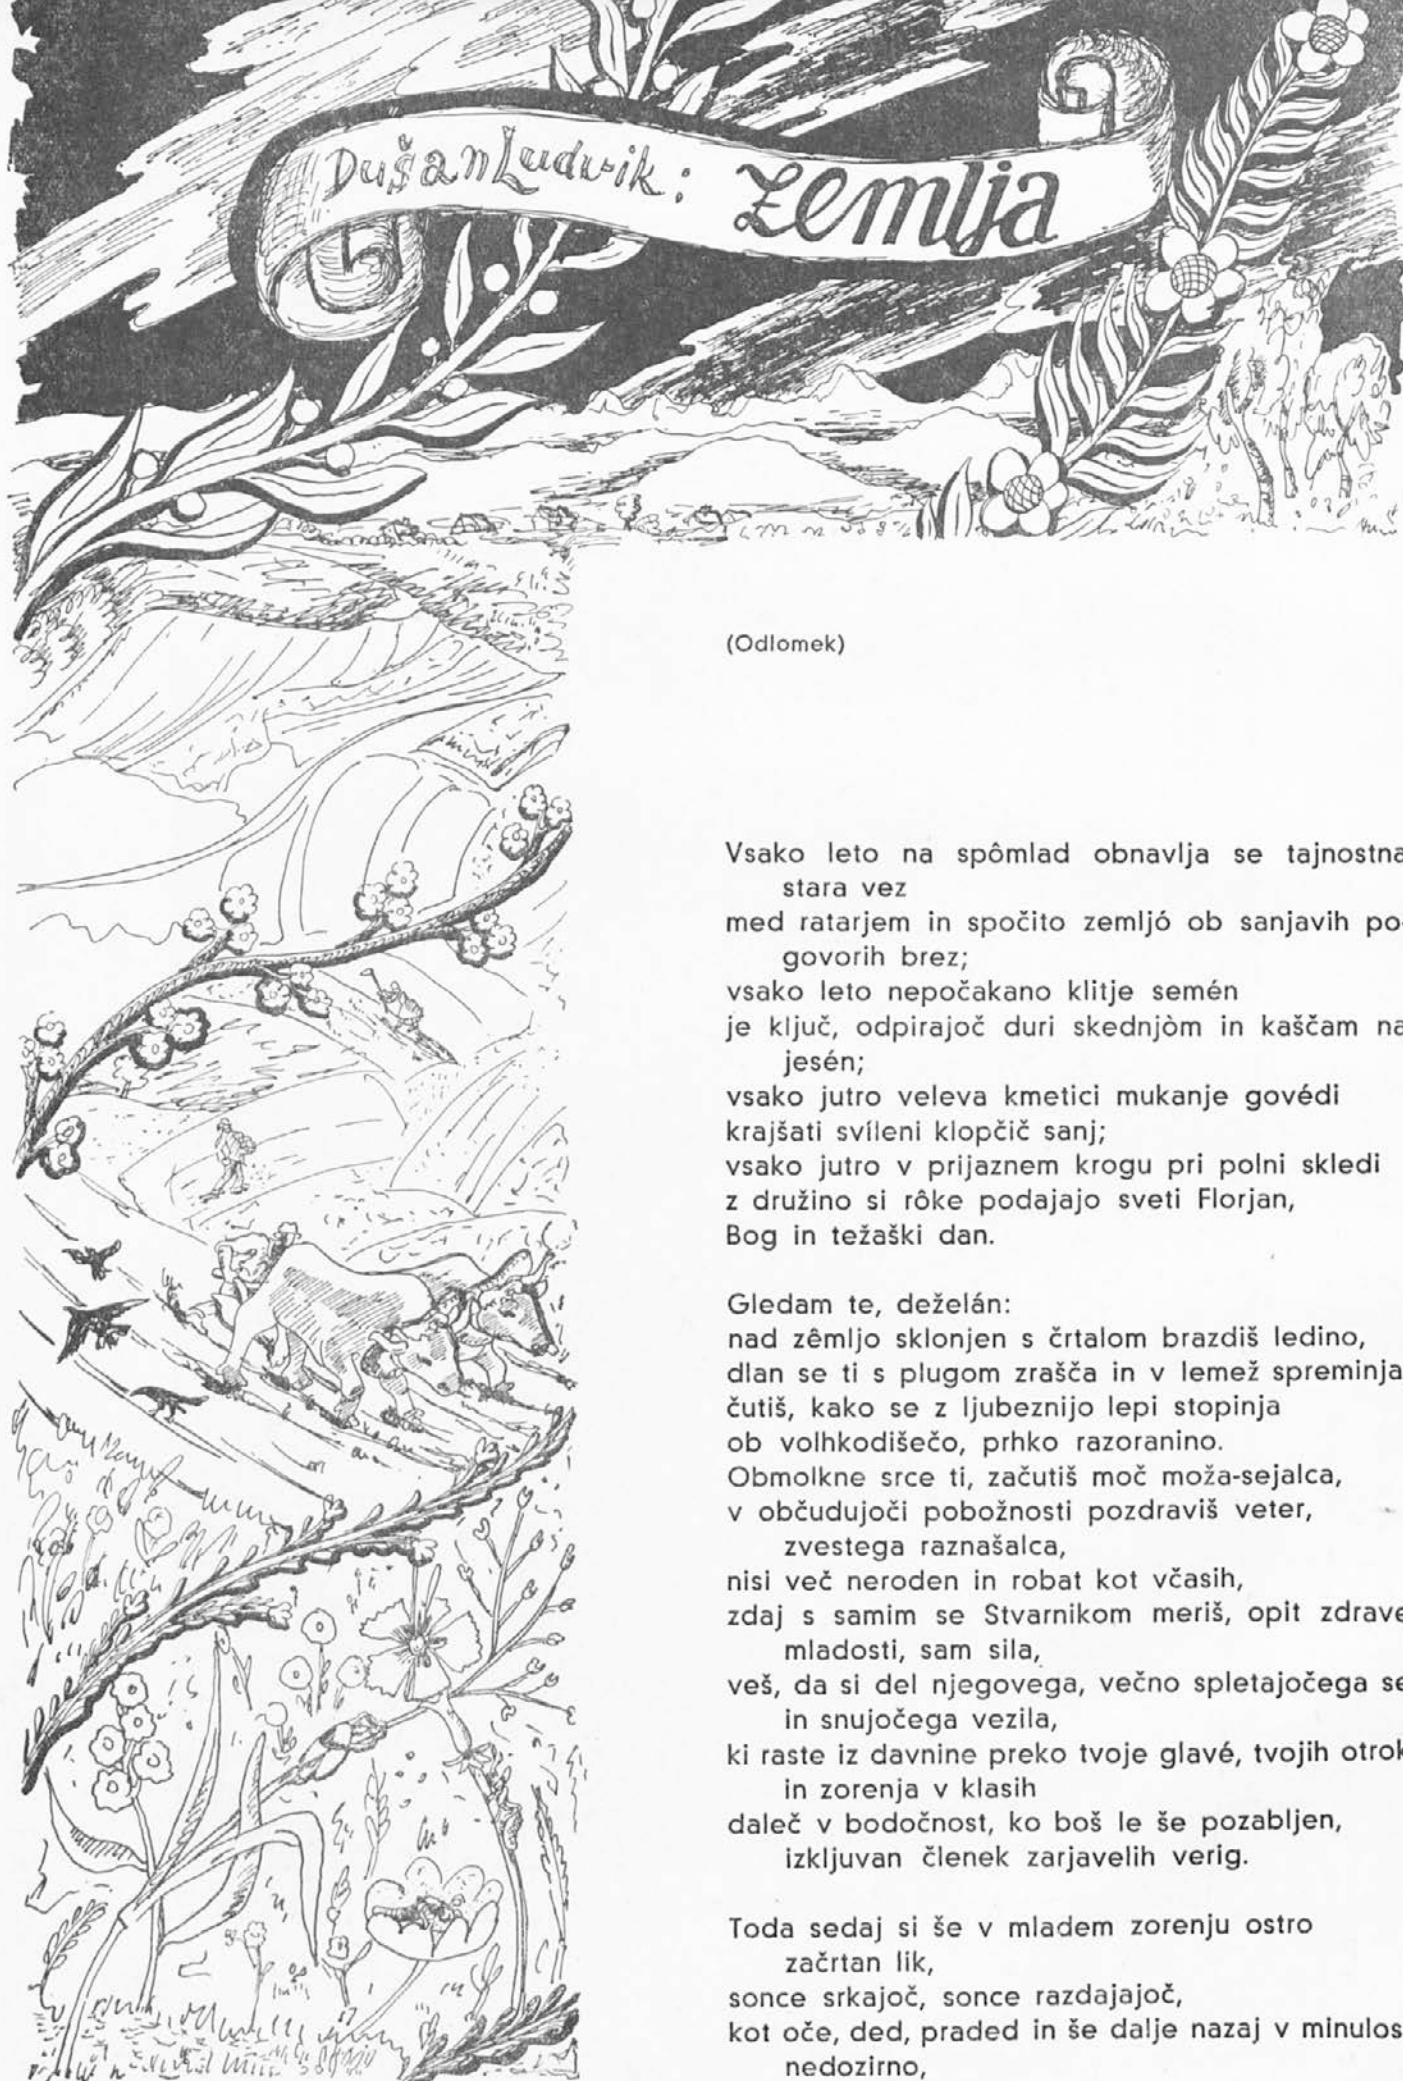 Dušan Ludvik: Zemlja
(Odlomek)
Vsako leto na spômlad obnavlja se tajnostna
stara vez
med ratarjem in spočito zemljó ob sanjavih po-
govorih brez;
vsako leto nepočakano klitje semén
je ključ, odpirajoč duri skednjòm in kaščam na
jesén;
vsako jutro veleva kmetici mukanje govédi
krajšati svíleni klopčič sanj;
vsako jutro v prijaznem krogu pri polni skledi
z družino si rôke podajajo sveti Florjan,
Bog in težaški dan.
Gledam te, deželán:
nad zêmljo sklonjen s črtalom brazdiš ledino,
dlan se ti s plugom zrašča in v lemež spreminja
čutiš, kako se z ljubeznijo lepi stopinja
ob volhkodišečo, prhko razoranino.
Obmolkne srce ti, začutiš moč moža-sejalca,
v občudujoči pobožnosti pozdraviš veter,
zvestega raznašalca,
nisi več neroden in robat kot včasih,
zdaj s samim se Stvarnikom meriš, opit zdrave
mladosti, sam sila,
veš, da si del njegovega, večno spletajočega se
in snujočega vezila,
ki raste iz davnine preko tvoje glavé, tvojih otrok
in zorenja v klasih
daleč v bodočnost, ko boš le še pozabljen,
izkljuvan členek zarjavelih verig.
Toda sedaj si še v mladem zorenju ostro
začrtan lik,
sonce srkajoč, sonce razdajajoč,
kot oče, ded, praded in še dalje nazaj v minulos
nedozirno,